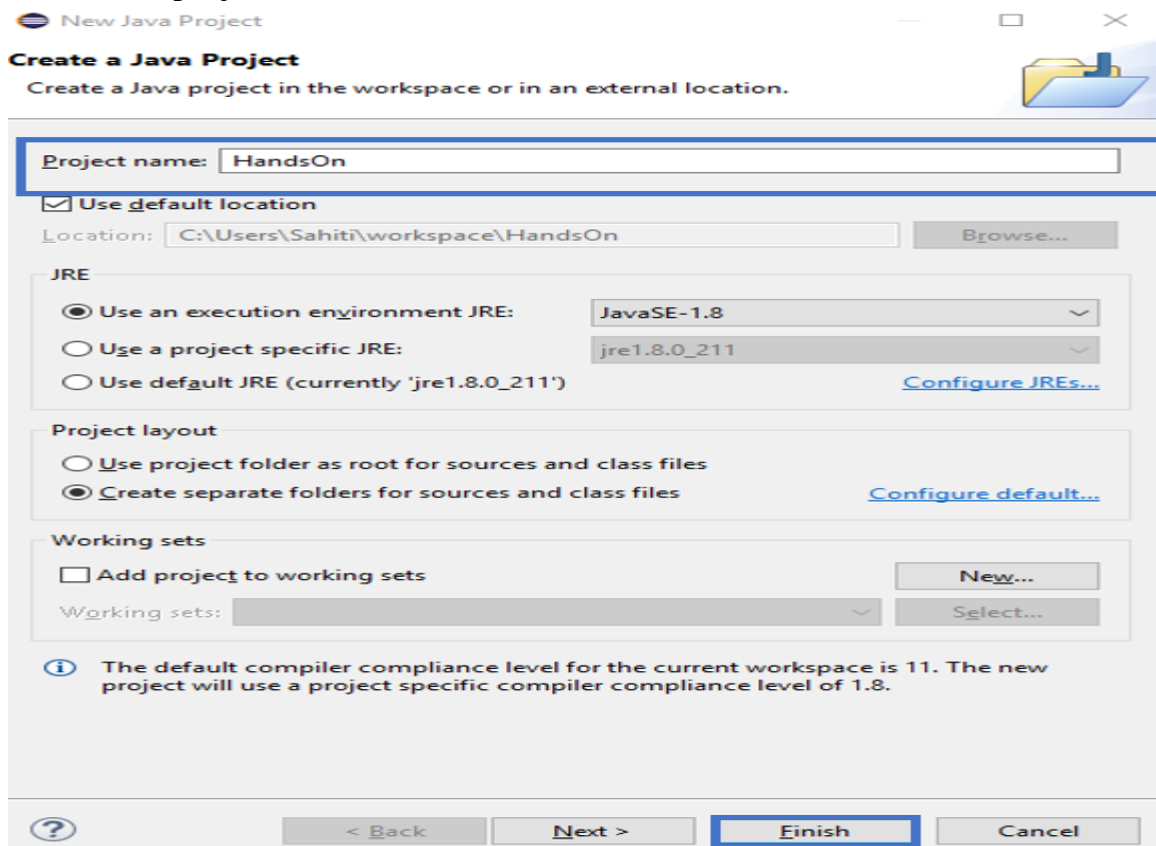 New Java Project
Create a Java Project
Create a Java project in the workspace or in an external location.
Project name: HandsOn
Use default location
Location: C:\Users\Sahiti\workspace\HandsOn Browse...
JRE
Use an execution environment JRE: JavaSE-1.8
Use a project specific JRE: jre1.8.0_211
Use default JRE (currently 'jre1.8.0_211') Configure JREs...
Project layout
Use project folder as root for sources and class files
Create separate folders for sources and class files Configure default...
Working sets
Add project to working sets New...
Working sets: Select...
The default compiler compliance level for the current workspace is 11. The new
project will use a project specific compiler compliance level of 1.8.
? < Back Next > Finish Cancel